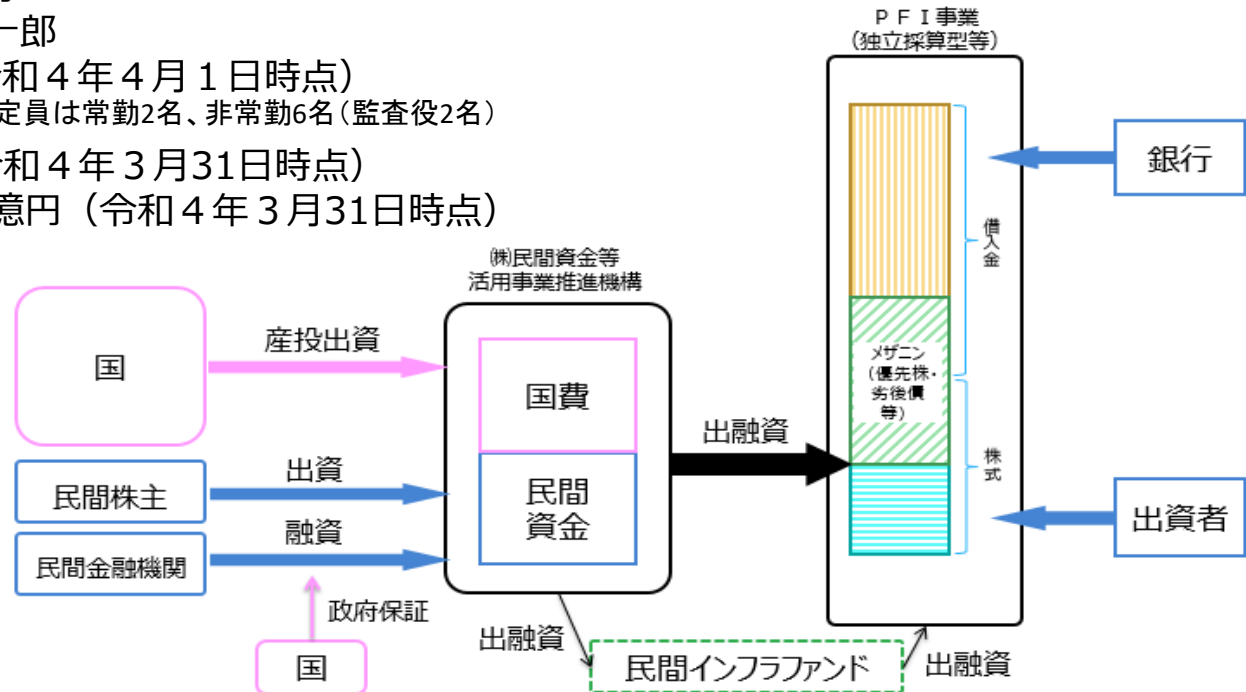 一郎
和４年４月１日時点）
定員は常勤2名、非常勤6名（監査役2名）
和４年３月31日時点）
億円（令和４年３月31日時点）
ＰＦＩ事業
（独立採算型等）
銀行
借入金
㈱民間資金等
活用事業推進機構
国
産投出資
国費
メザニン
（優先株・
劣後債
等）
出融資
株式
民間株主
出資
民間
資金
出資者
民間金融機関
融資
政府保証
国
出融資
民間インフラファンド
出融資